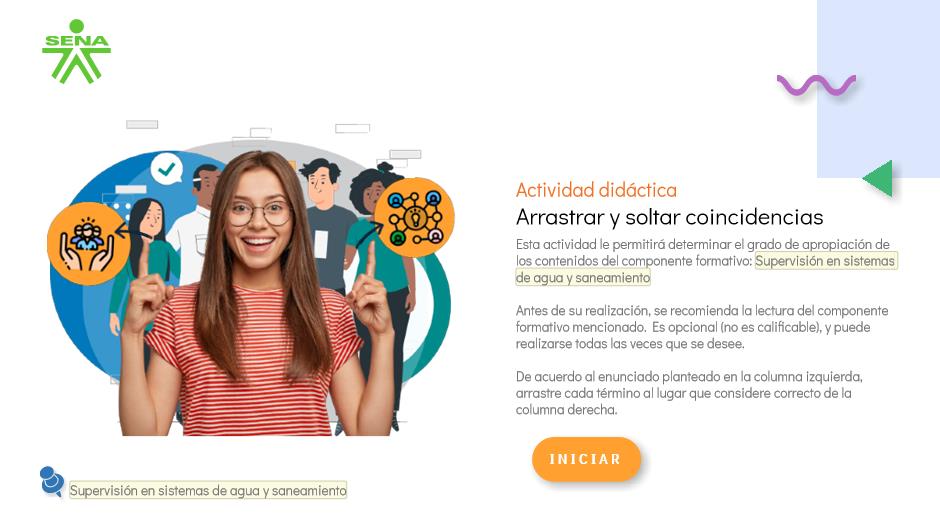 SENA
Actividad didáctica
Arrastrar y soltar coincidencias
Esta actividad le permitirá determinar el grado de apropiación de
los contenidos del componente formativo: Supervisión en sistemas
de agua y saneamiento
Antes de su realización, se recomienda la lectura del componente
formativo mencionado.  Es opcional (no es calificable), y puede
realizarse todas las veces que se desee.
De acuerdo al enunciado planteado en la columna izquierda,
arrastre cada término al lugar que considere correcto de la
columna derecha.
INICIAR
Supervisión en sistemas de agua y saneamiento